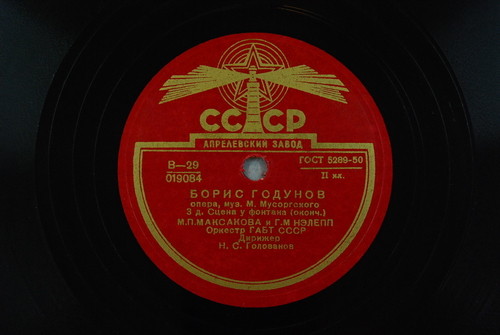 СССР
АПРЕЛЕВСКИЙ ЗАВОД
В—29
019084
ГОСТ 5289-50
II кл.
БОРИС ГОДУНОВ
опера, муз. М. Мусоргского
3 д. Сцена у фонтана (оконч.)
М.П.МАКСАКОВА и Г.М.НЭЛЕПП
Оркестр ГАБТ СССР
Дирижер
Н. С. Голованов